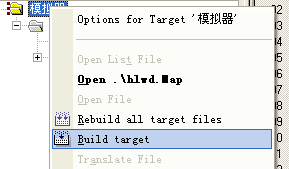 模拟器
Options for Target '模拟器'
Open List File
Open .\hlwd.Map
Open File
Rebuild all target files
Build target
Translate File